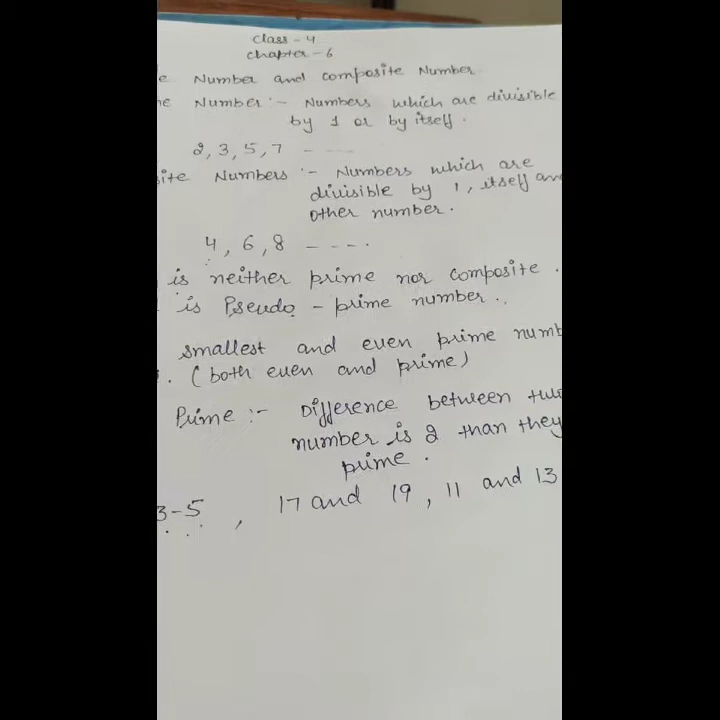 Class - 4
Chapter - 6
e Number and composite Number
ne Number :- Numbers which are divisible
by 1 or by itself.
2, 3, 5, 7 - - - -
site Numbers :- Numbers which are
divisible by 1, itself an
other number.
4, 6, 8 - - - - .
is neither prime nor composite.
is Pseudo - prime number.
smallest and even prime numb
. (both even and prime)
Prime :- Difference between two
number is 2 than they
prime.
3-5 , 17 and 19 , 11 and 13